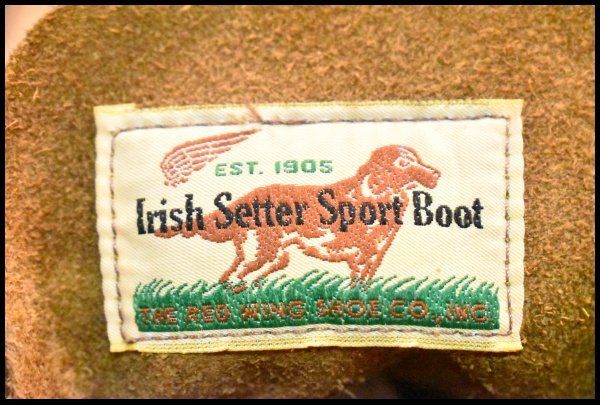 EST. 1905
Irish Setter Sport Boot
THE RED WING SHOE CO., INC.